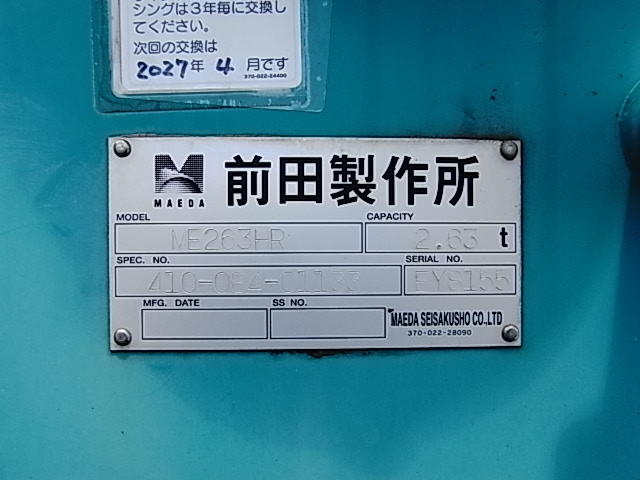 シングは3年毎に交換し
てください。
次回の交換は
2027年 4月です
370-022-24400
MAEDA 前田製作所
MODEL CAPACITY
ME263HR 2.63 t
SPEC. NO. SERIAL NO.
MFG. DATE SS NO.
MAEDA SEISAKUSHO CO.,LTD
370-022-28090